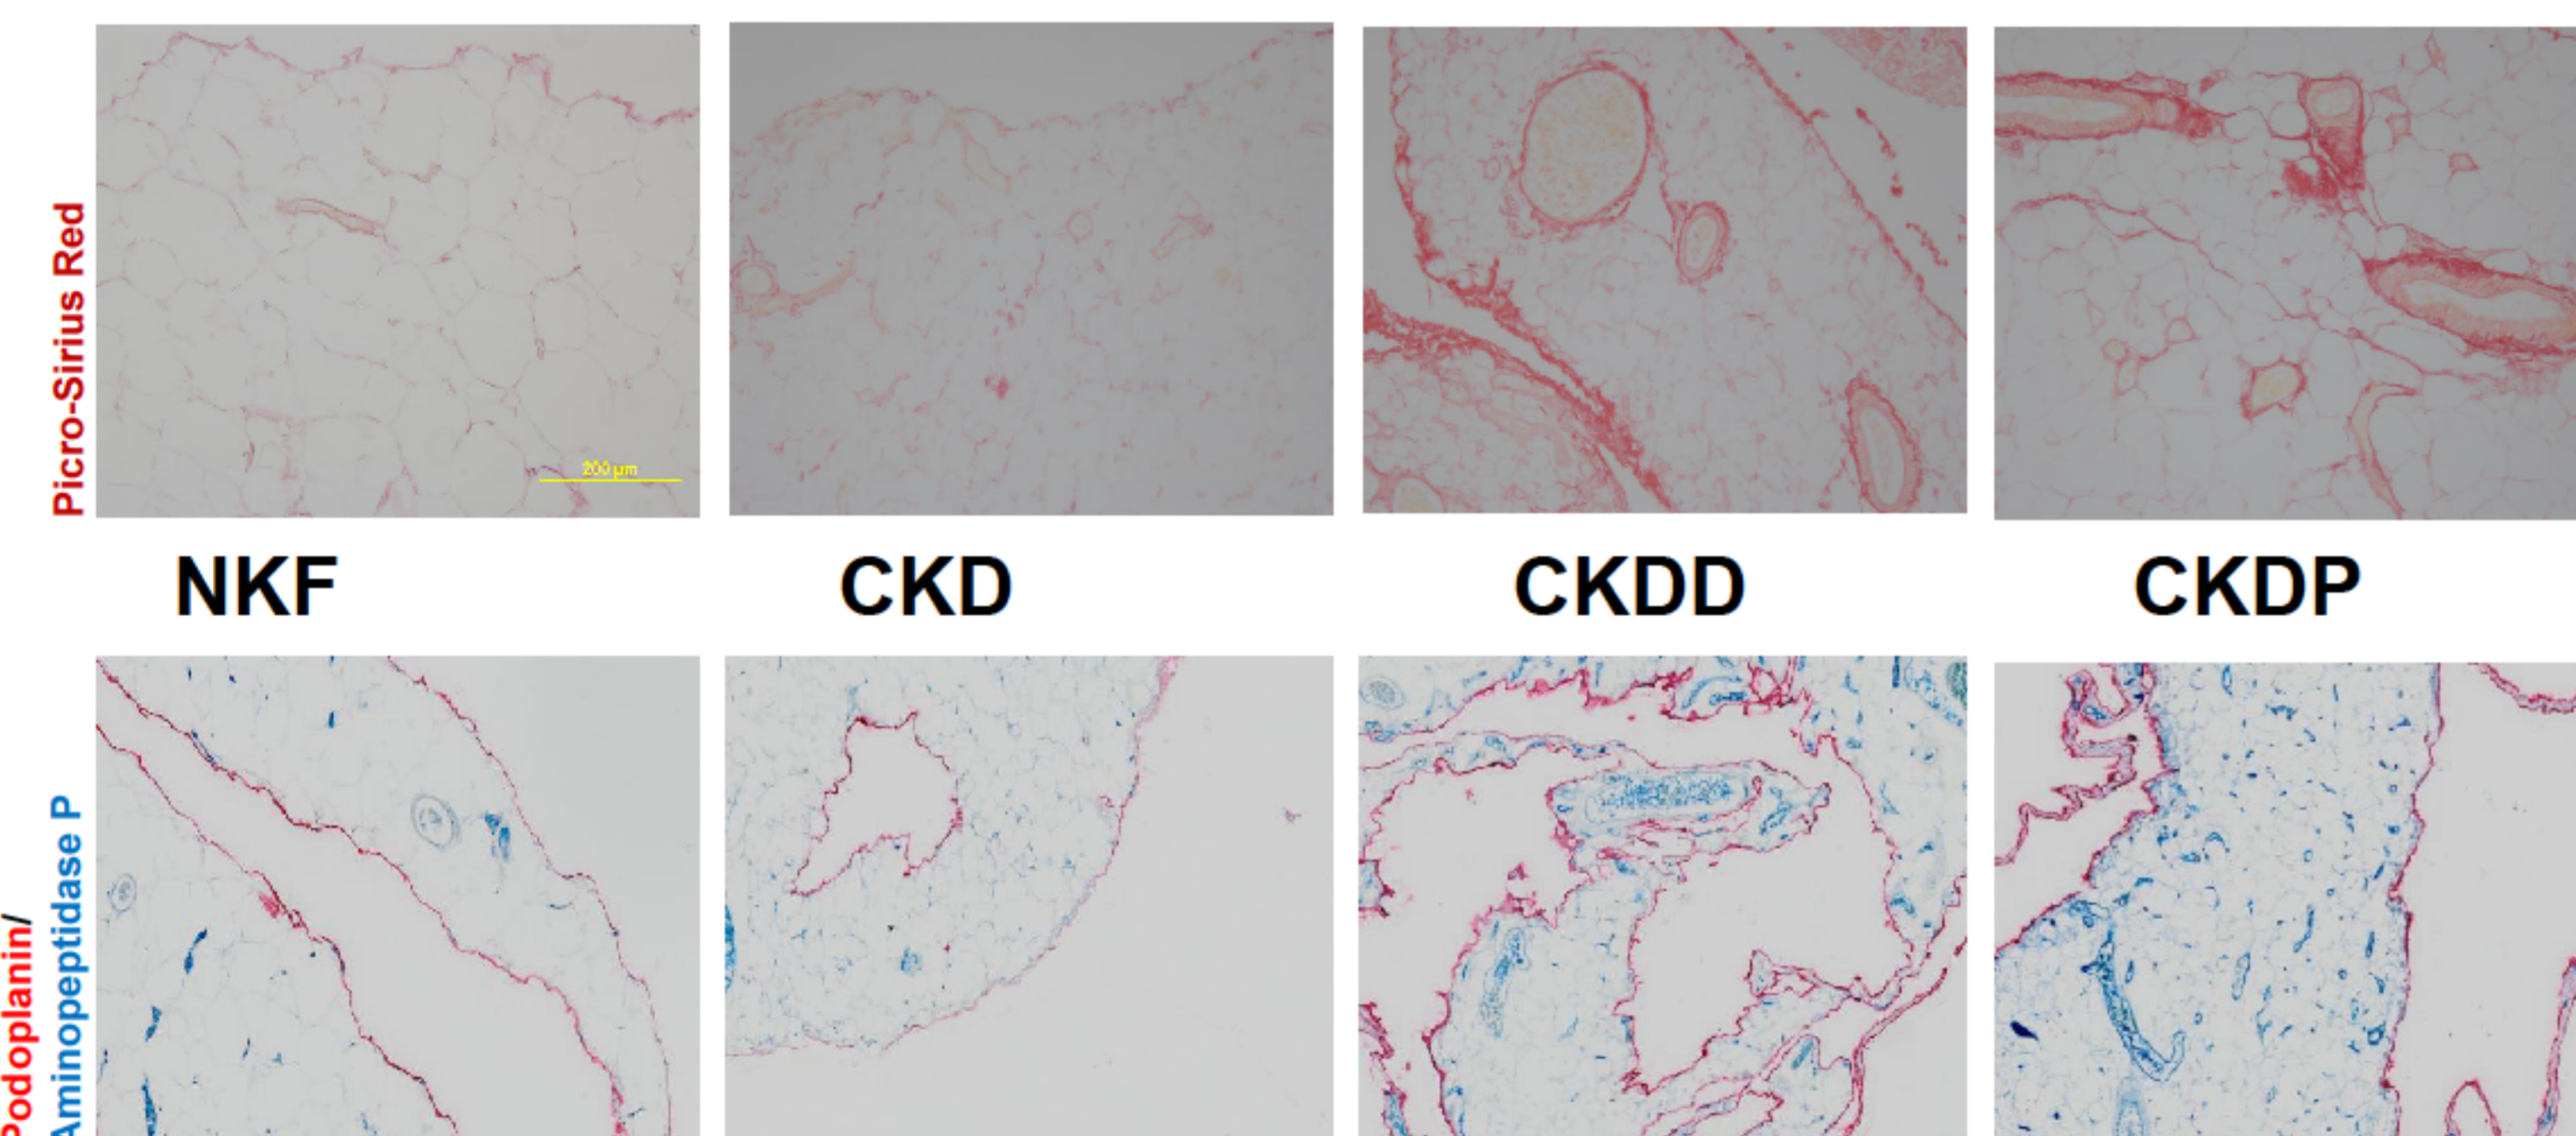 Picro-Sirius Red
200 µm
NKF
CKD
CKDD
CKDP
Podoplanin/
Aminopeptidase P